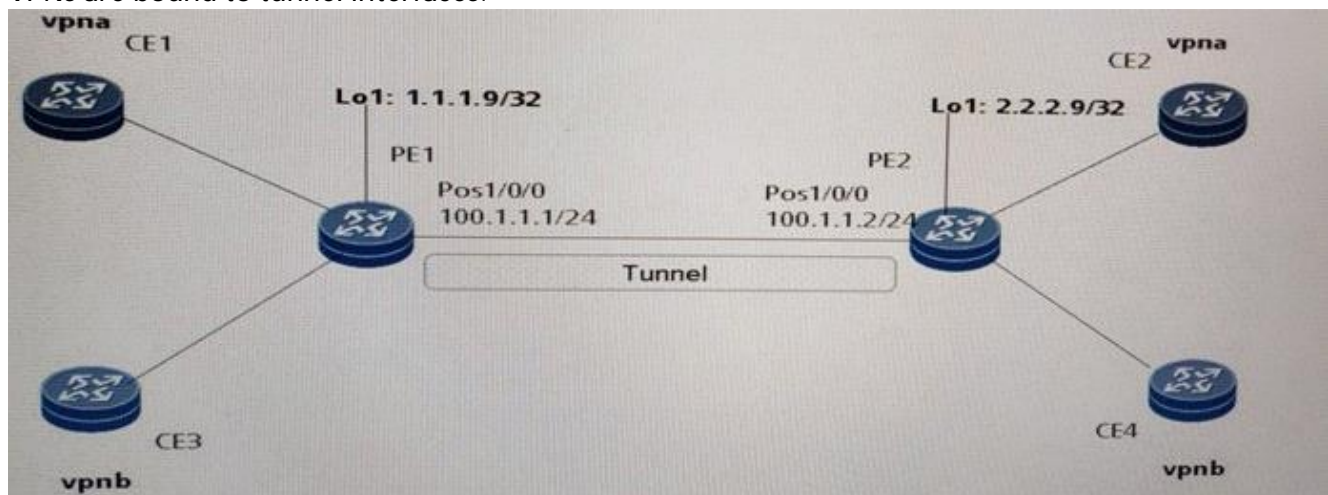 vpna
CE1
vpna
CE2
Lo1: 1.1.1.9/32
Lo1: 2.2.2.9/32
PE1
PE2
Pos1/0/0
100.1.1.1/24
Pos1/0/0
100.1.1.2/24
Tunnel
CE3
vpnb
CE4
vpnb